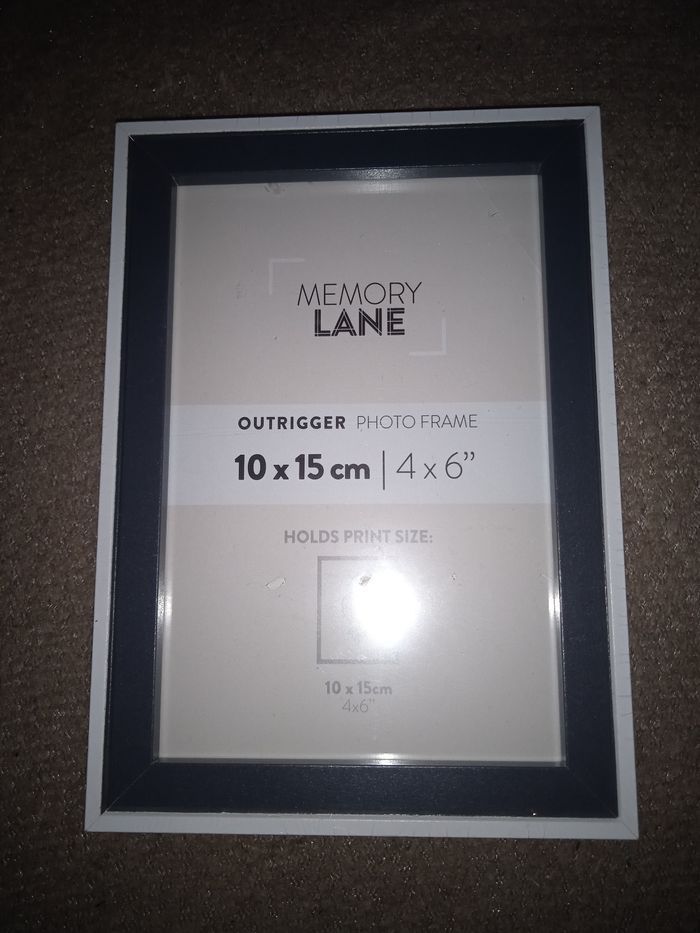 MEMORY
LANE
OUTRIGGER PHOTO FRAME
10 x 15 cm | 4 x 6”
HOLDS PRINT SIZE:
10 x 15cm
4x6”